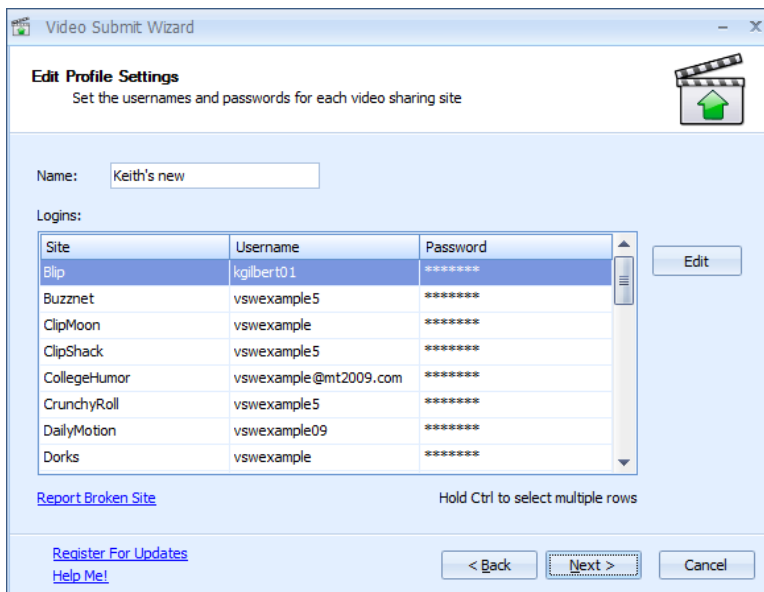 Video Submit Wizard
Edit Profile Settings
Set the usernames and passwords for each video sharing site
Name: Keith's new
Logins:
Site Username Password
Blip kgilbert01 *******
Buzznet vswexample5 *******
ClipMoon vswexample *******
ClipShack vswexample5 *******
CollegeHumor vswexample@mt2009.com *******
CrunchyRoll vswexample5 *******
DailyMotion vswexample09 *******
Dorks vswexample *******
Edit
Report Broken Site Hold Ctrl to select multiple rows
Register For Updates
Help Me!
< Back Next > Cancel